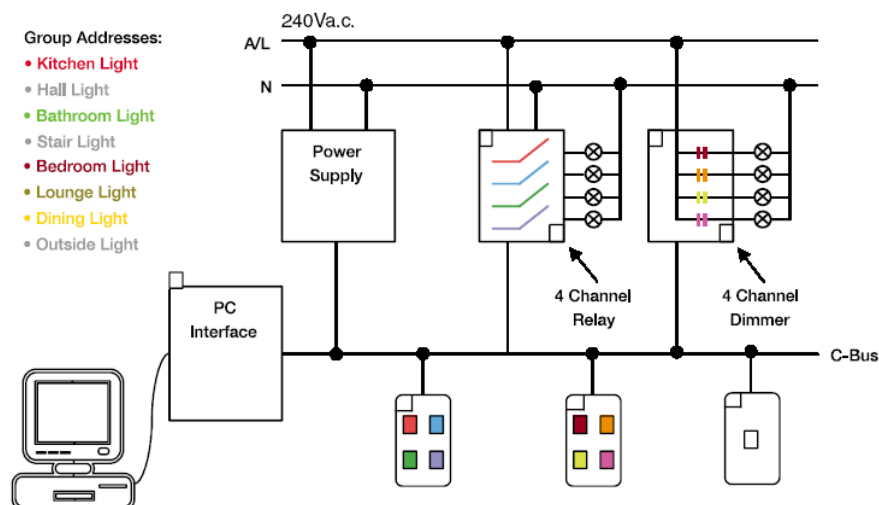 240Va.c.
A/L
N
Group Addresses:
• Kitchen Light
• Hall Light
• Bathroom Light
• Stair Light
• Bedroom Light
• Lounge Light
• Dining Light
• Outside Light
Power
Supply
4 Channel
Relay
4 Channel
Dimmer
PC
Interface
C-Bus